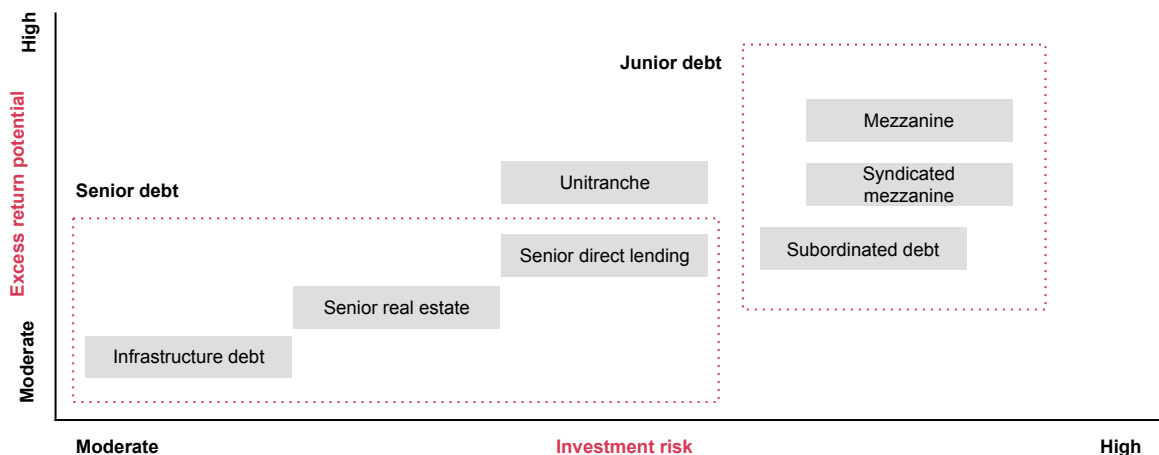 High
Excess return potential
Moderate
Junior debt
Mezzanine
Syndicated
mezzanine
Subordinated debt
Unitranche
Senior debt
Senior direct lending
Senior real estate
Infrastructure debt
Moderate
Investment risk
High